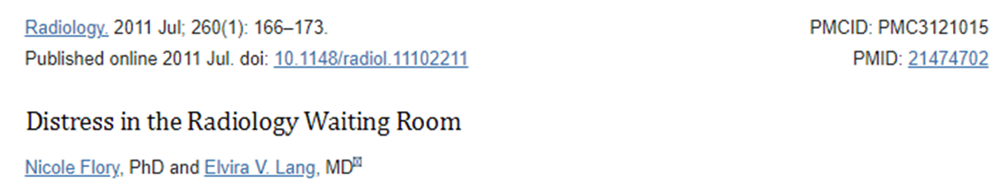 Radiology. 2011 Jul; 260(1): 166–173.
PMCID: PMC3121015
Published online 2011 Jul. doi: 10.1148/radiol.11102211
PMID: 21474702
Distress in the Radiology Waiting Room
Nicole Flory, PhD and Elvira V. Lang, MD